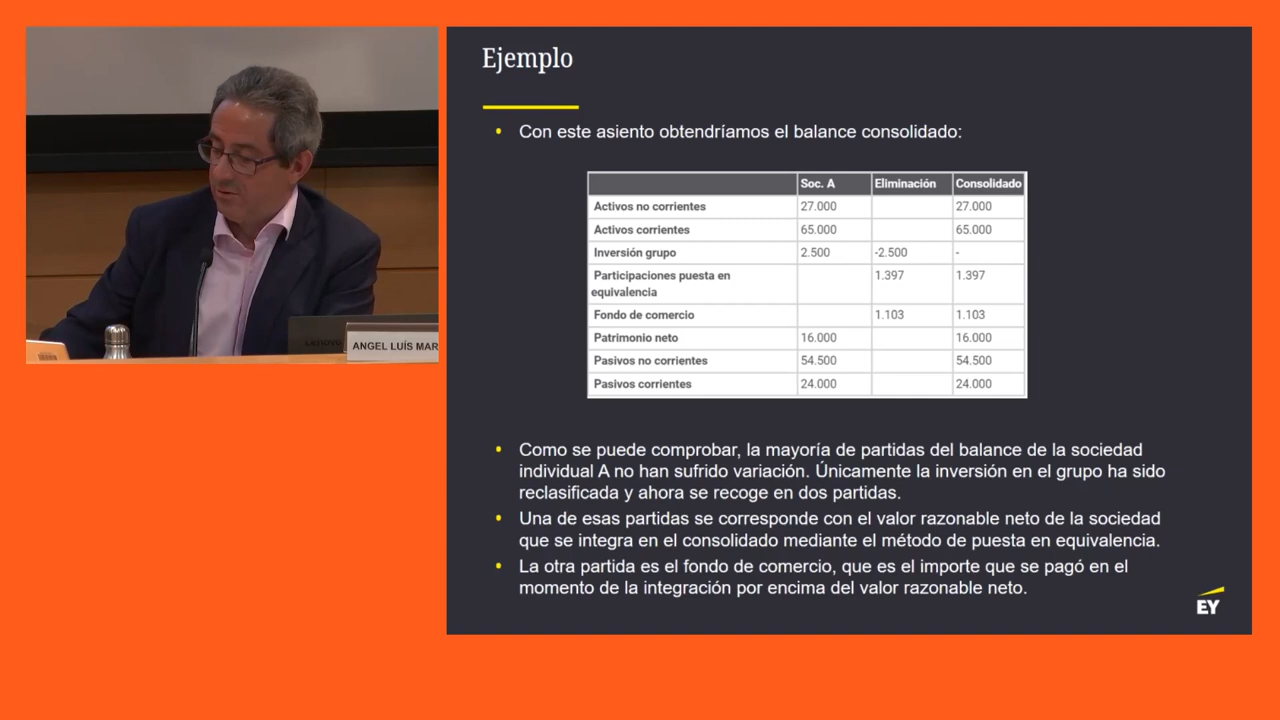 Ejemplo
• Con este asiento obtendríamos el balance consolidado:
Soc. A Eliminación Consolidado
Activos no corrientes 27.000 27.000
Activos corrientes 65.000 65.000
Inversión grupo 2.500 -2.500 -
Participaciones puesta en 1.397 1.397
equivalencia
Fondo de comercio 1.103 1.103
Patrimonio neto 16.000 16.000
Pasivos no corrientes 54.500 54.500
Pasivos corrientes 24.000 24.000
• Como se puede comprobar, la mayoría de partidas del balance de la sociedad
individual A no han sufrido variación. Únicamente la inversión en el grupo ha sido
reclasificada y ahora se recoge en dos partidas.
• Una de esas partidas se corresponde con el valor razonable neto de la sociedad
que se integra en el consolidado mediante el método de puesta en equivalencia.
• La otra partida es el fondo de comercio, que es el importe que se pagó en el
momento de la integración por encima del valor razonable neto.
EY
LENOVO
ANGEL LUÍS MAR